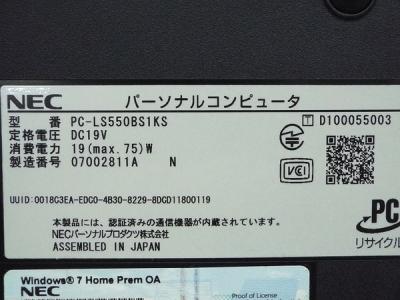 NEC パーソナルコンピュータ
型 番 PC-LS550BS1KS
T D100055003
定格電圧 DC19V
消費電力 19(max.75)W
製造番号 07002811A N
VCI
UUID:0018C3EA-EDC0-4B30-8229-8DCD11800119
本製品には、認証済みの通信機器が内蔵されています。
NECパーソナルプロダクツ株式会社
ASSEMBLED IN JAPAN
PC
リサイクル
Windows® 7 Home Prem OA
NEC
Proof of License